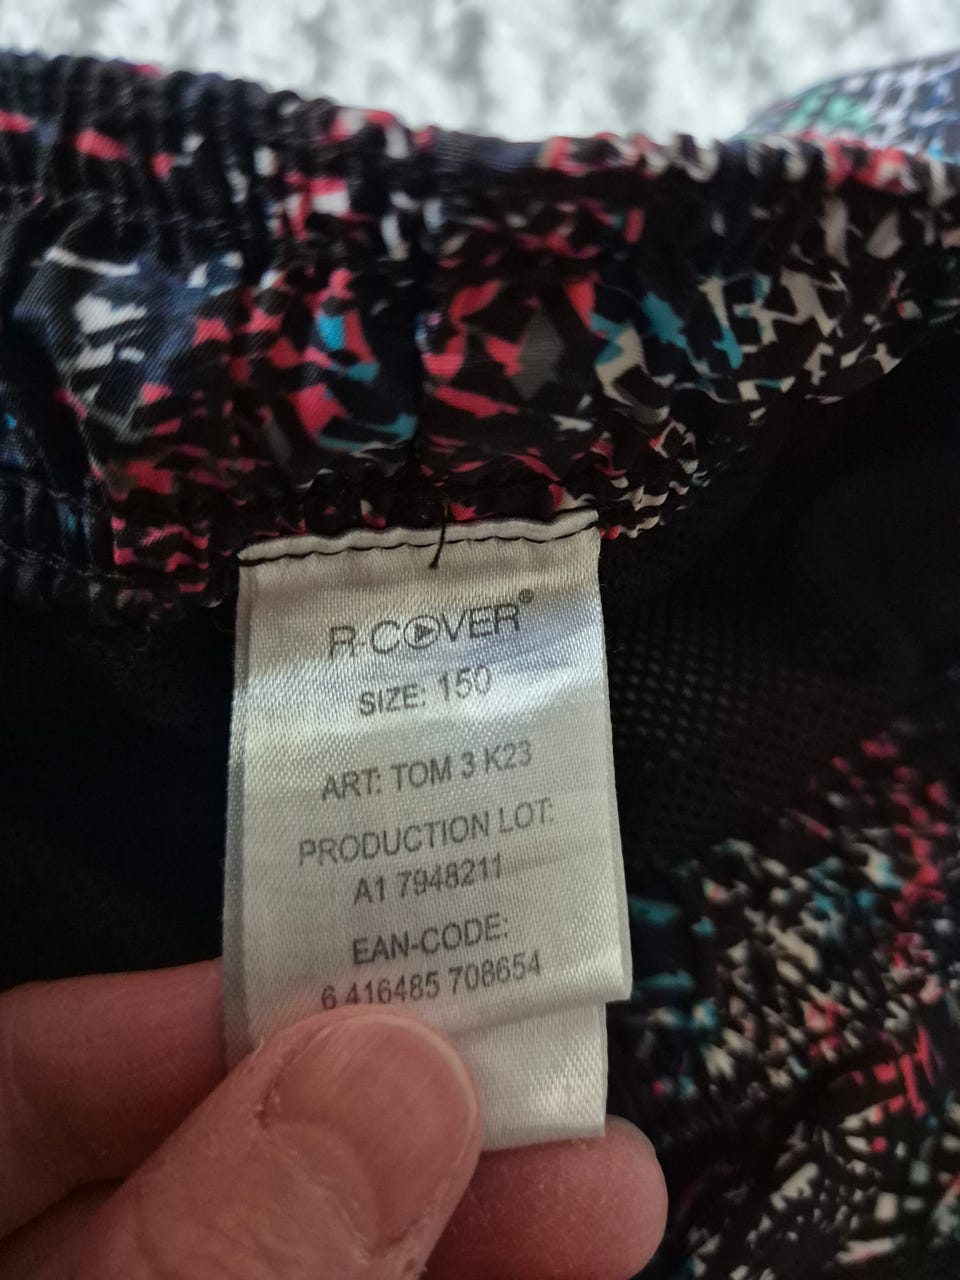 R-COVER®
SIZE: 150
ART: TOM 3 K23
PRODUCTION LOT:
A1 7948211
EAN-CODE:
6 416485 708654